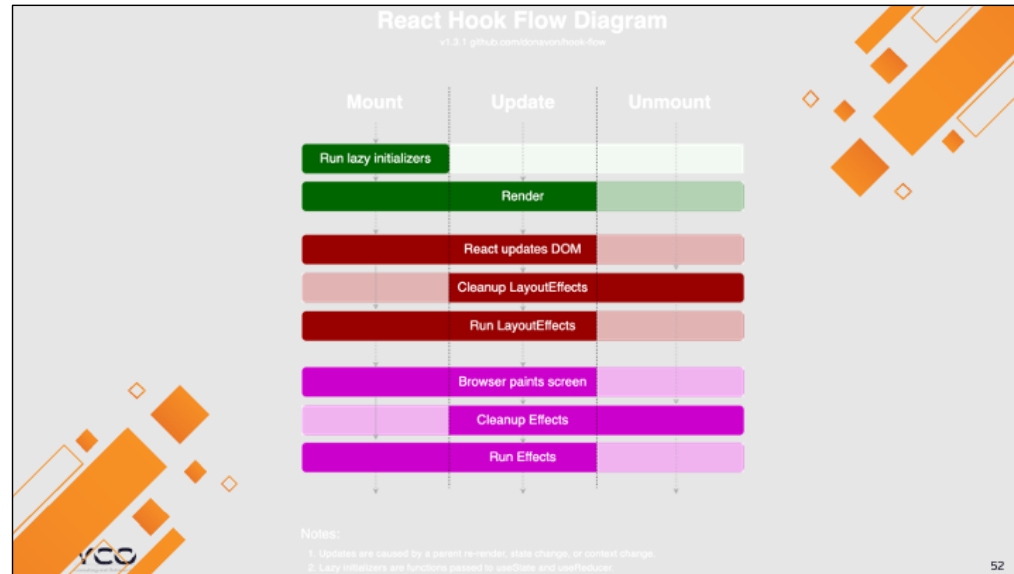 React Hook Flow Diagram
v1.3.1 github.com/donavon/hook-flow
Mount Update Unmount
Run lazy initializers
Render
React updates DOM
Cleanup LayoutEffects
Run LayoutEffects
Browser paints screen
Cleanup Effects
Run Effects
Notes:
1. Updates are caused by a parent re-render, state change, or context change.
2. Lazy initializers are functions passed to useState and useReducer.
YCO
52